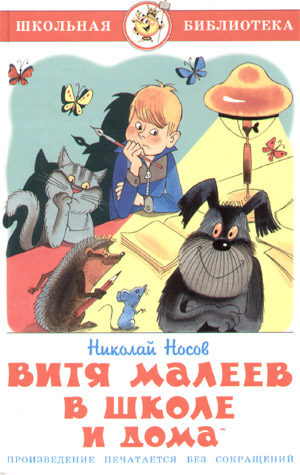 ШКОЛЬНАЯ БИБЛИОТЕКА
Николай Носов
ВИТЯ МАЛЕЕВ
В ШКОЛЕ
И ДОМА
ПРОИЗВЕДЕНИЕ ПЕЧАТАЕТСЯ БЕЗ СОКРАЩЕНИЙ